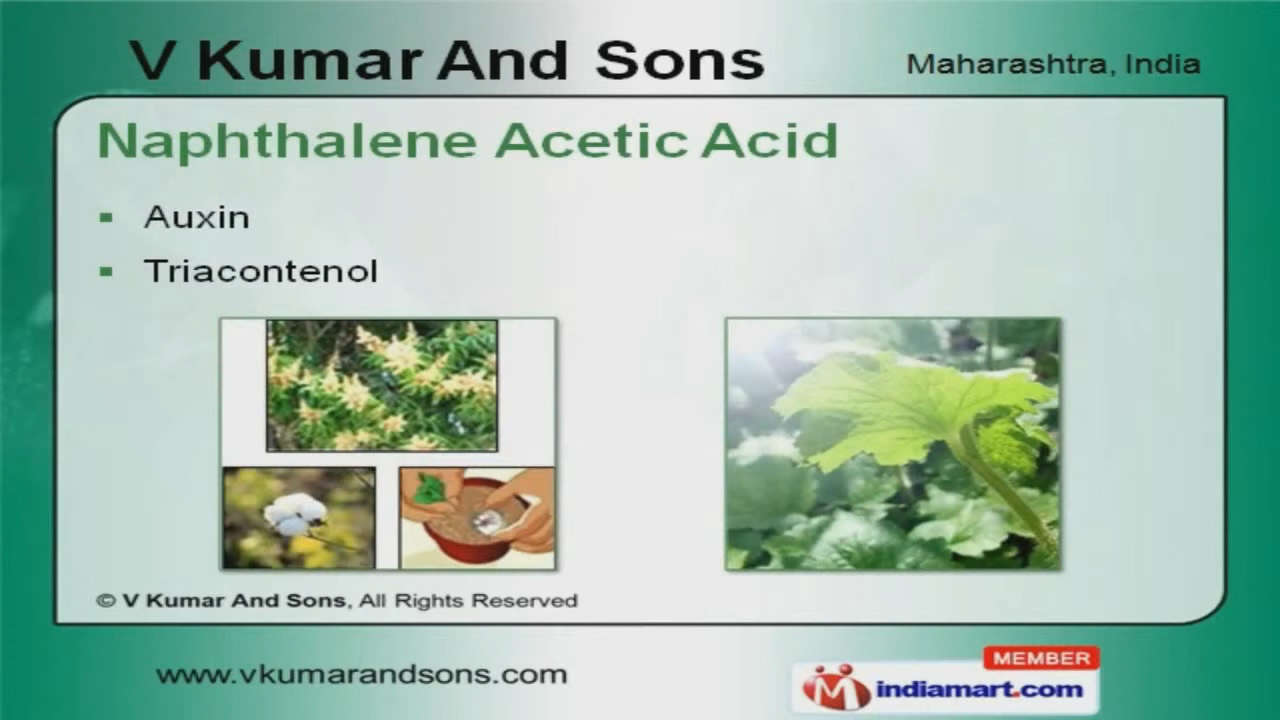 V Kumar And Sons
Maharashtra, India
Naphthalene Acetic Acid
▪ Auxin
▪ Triacontenol
© V Kumar And Sons, All Rights Reserved
www.vkumarandsons.com
MEMBER
indiamart.com